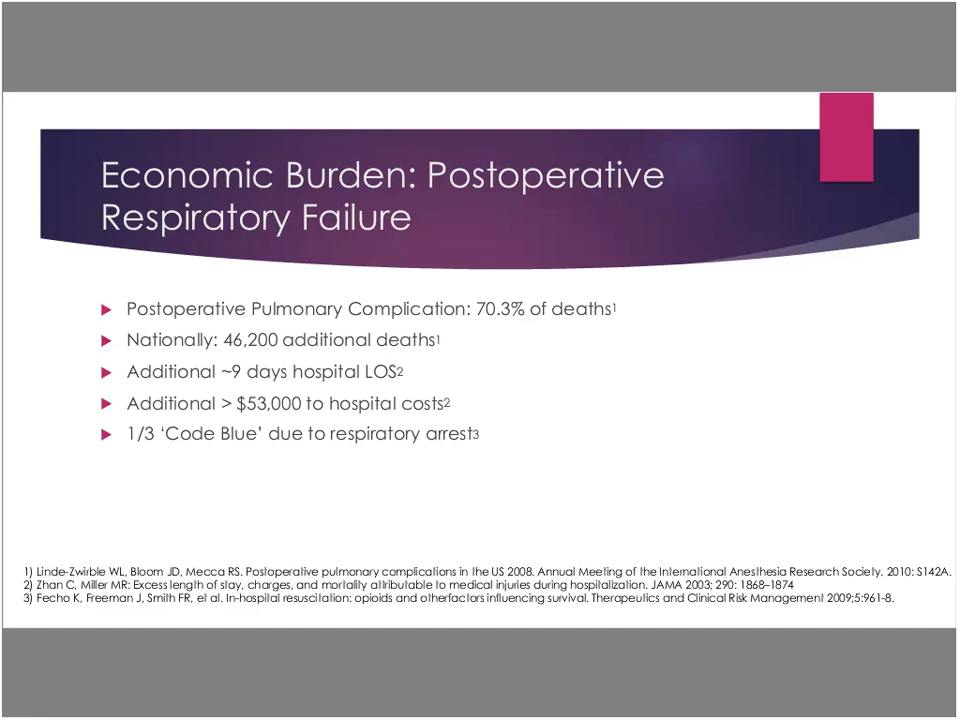 Economic Burden: Postoperative
Respiratory Failure
Postoperative Pulmonary Complication: 70.3% of deaths1
Nationally: 46,200 additional deaths1
Additional ~9 days hospital LOS2
Additional > $53,000 to hospital costs2
1/3 ‘Code Blue’ due to respiratory arrest3
1) Linde-Zwirble WL, Bloom JD, Mecca RS. Postoperative pulmonary complications in the US 2008. Annual Meeting of the International Anesthesia Research Society. 2010: S142A.
2) Zhan C, Miller MR: Excess length of stay, charges, and mortality attributable to medical injuries during hospitalization. JAMA 2003; 290: 1868–1874
3) Fecho K, Freeman J, Smith FR, et al. In-hospital resuscitation: opioids and otherfactors influencing survival. Therapeutics and Clinical Risk Management 2009;5:961-8.